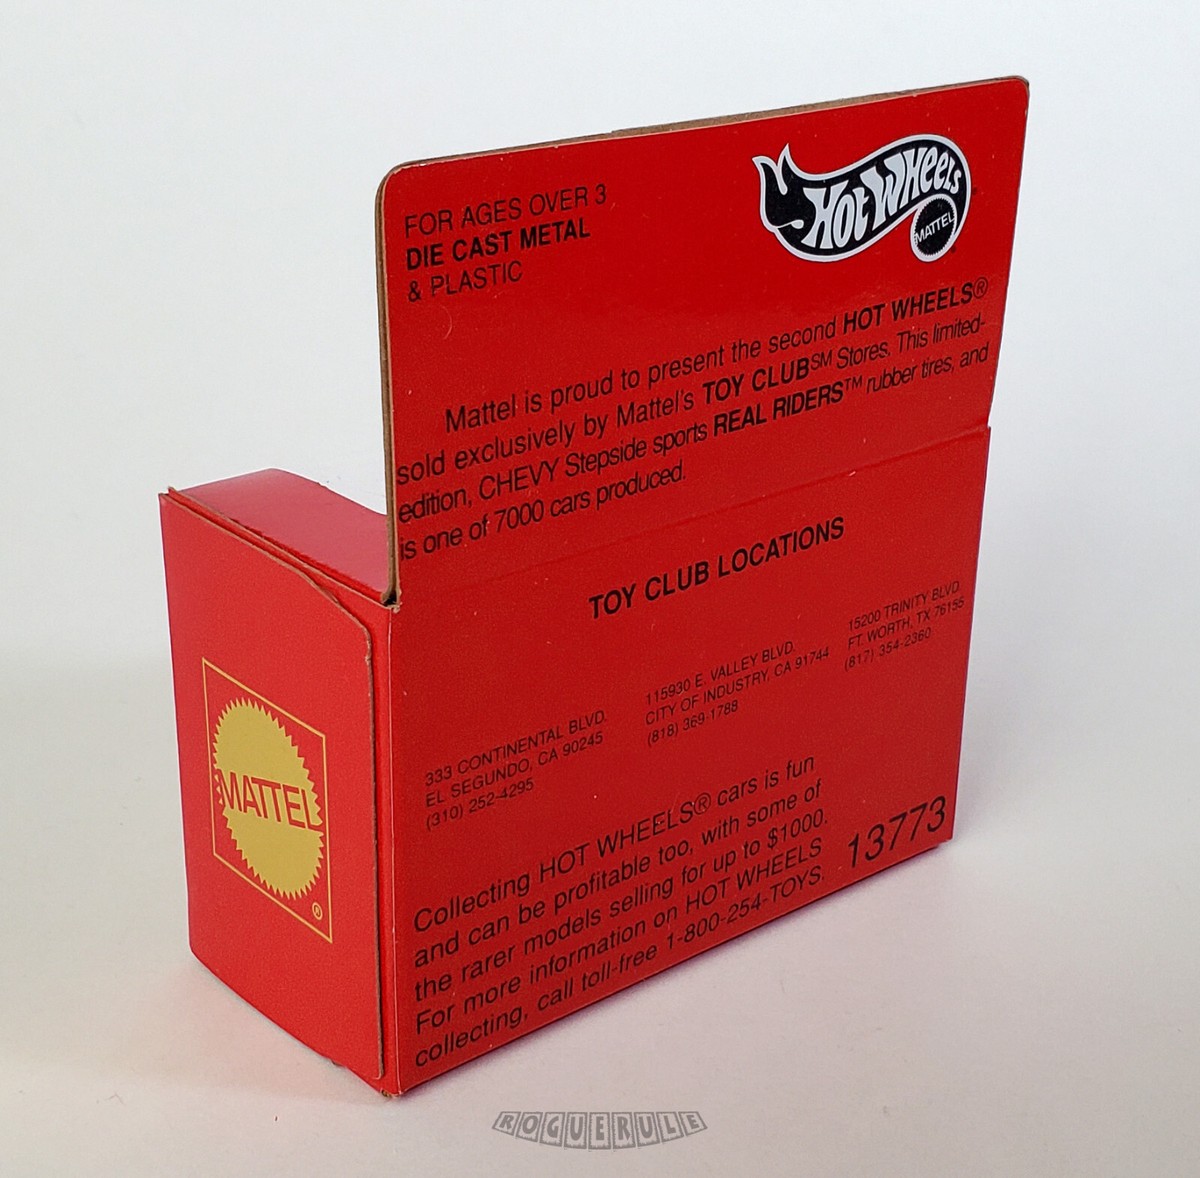 FOR AGES OVER 3
DIE CAST METAL
& PLASTIC
HOT WHEELS
MATTEL
Mattel is proud to present the second HOT WHEELS®
sold exclusively by Mattel's TOY CLUB℠ Stores. This limited-
edition, CHEVY Stepside sports REAL RIDERS™ rubber tires, and
is one of 7000 cars produced.
TOY CLUB LOCATIONS
333 CONTINENTAL BLVD.
EL SEGUNDO, CA 90245
(310) 252-4295
115930 E. VALLEY BLVD.
CITY OF INDUSTRY, CA 91744
(818) 369-1788
15200 TRINITY BLVD
FT. WORTH, TX 76155
(817) 354-2360
Collecting HOT WHEELS® cars is fun
and can be profitable too, with some of
the rarer models selling for up to $1000.
For more information on HOT WHEELS
collecting, call toll-free 1-800-254-TOYS.
13773
MATTEL
®
ROGUERULE